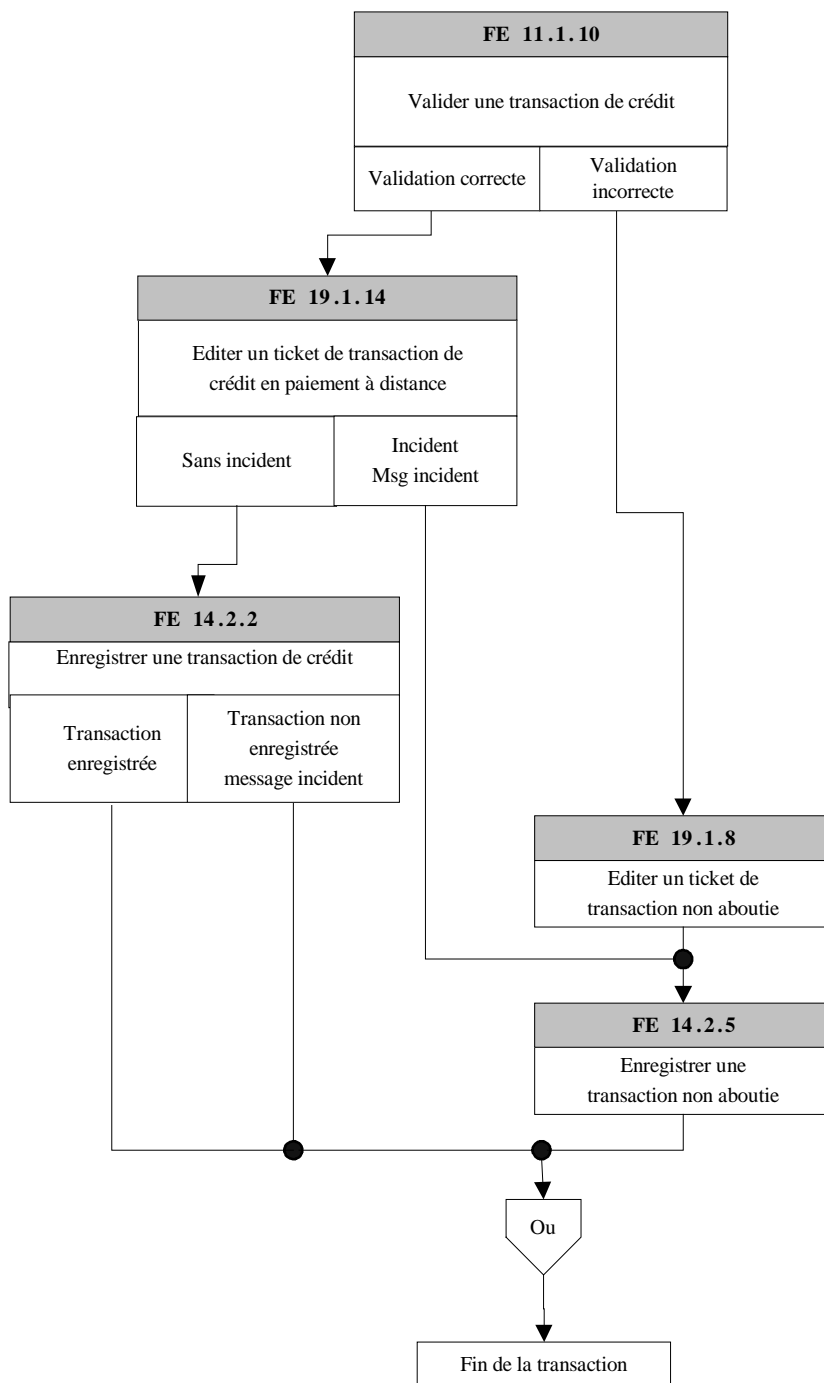 FE 11.1.10
Valider une transaction de crédit
Validation correcte
Validation
incorrecte
FE 19.1.14
Editer un ticket de transaction de
crédit en paiement à distance
Sans incident
Incident
Msg incident
FE 14.2.2
Enregistrer une transaction de crédit
Transaction
enregistrée
Transaction non
enregistrée
message incident
FE 19.1.8
Editer un ticket de
transaction non aboutie
FE 14.2.5
Enregistrer une
transaction non aboutie
Ou
Fin de la transaction